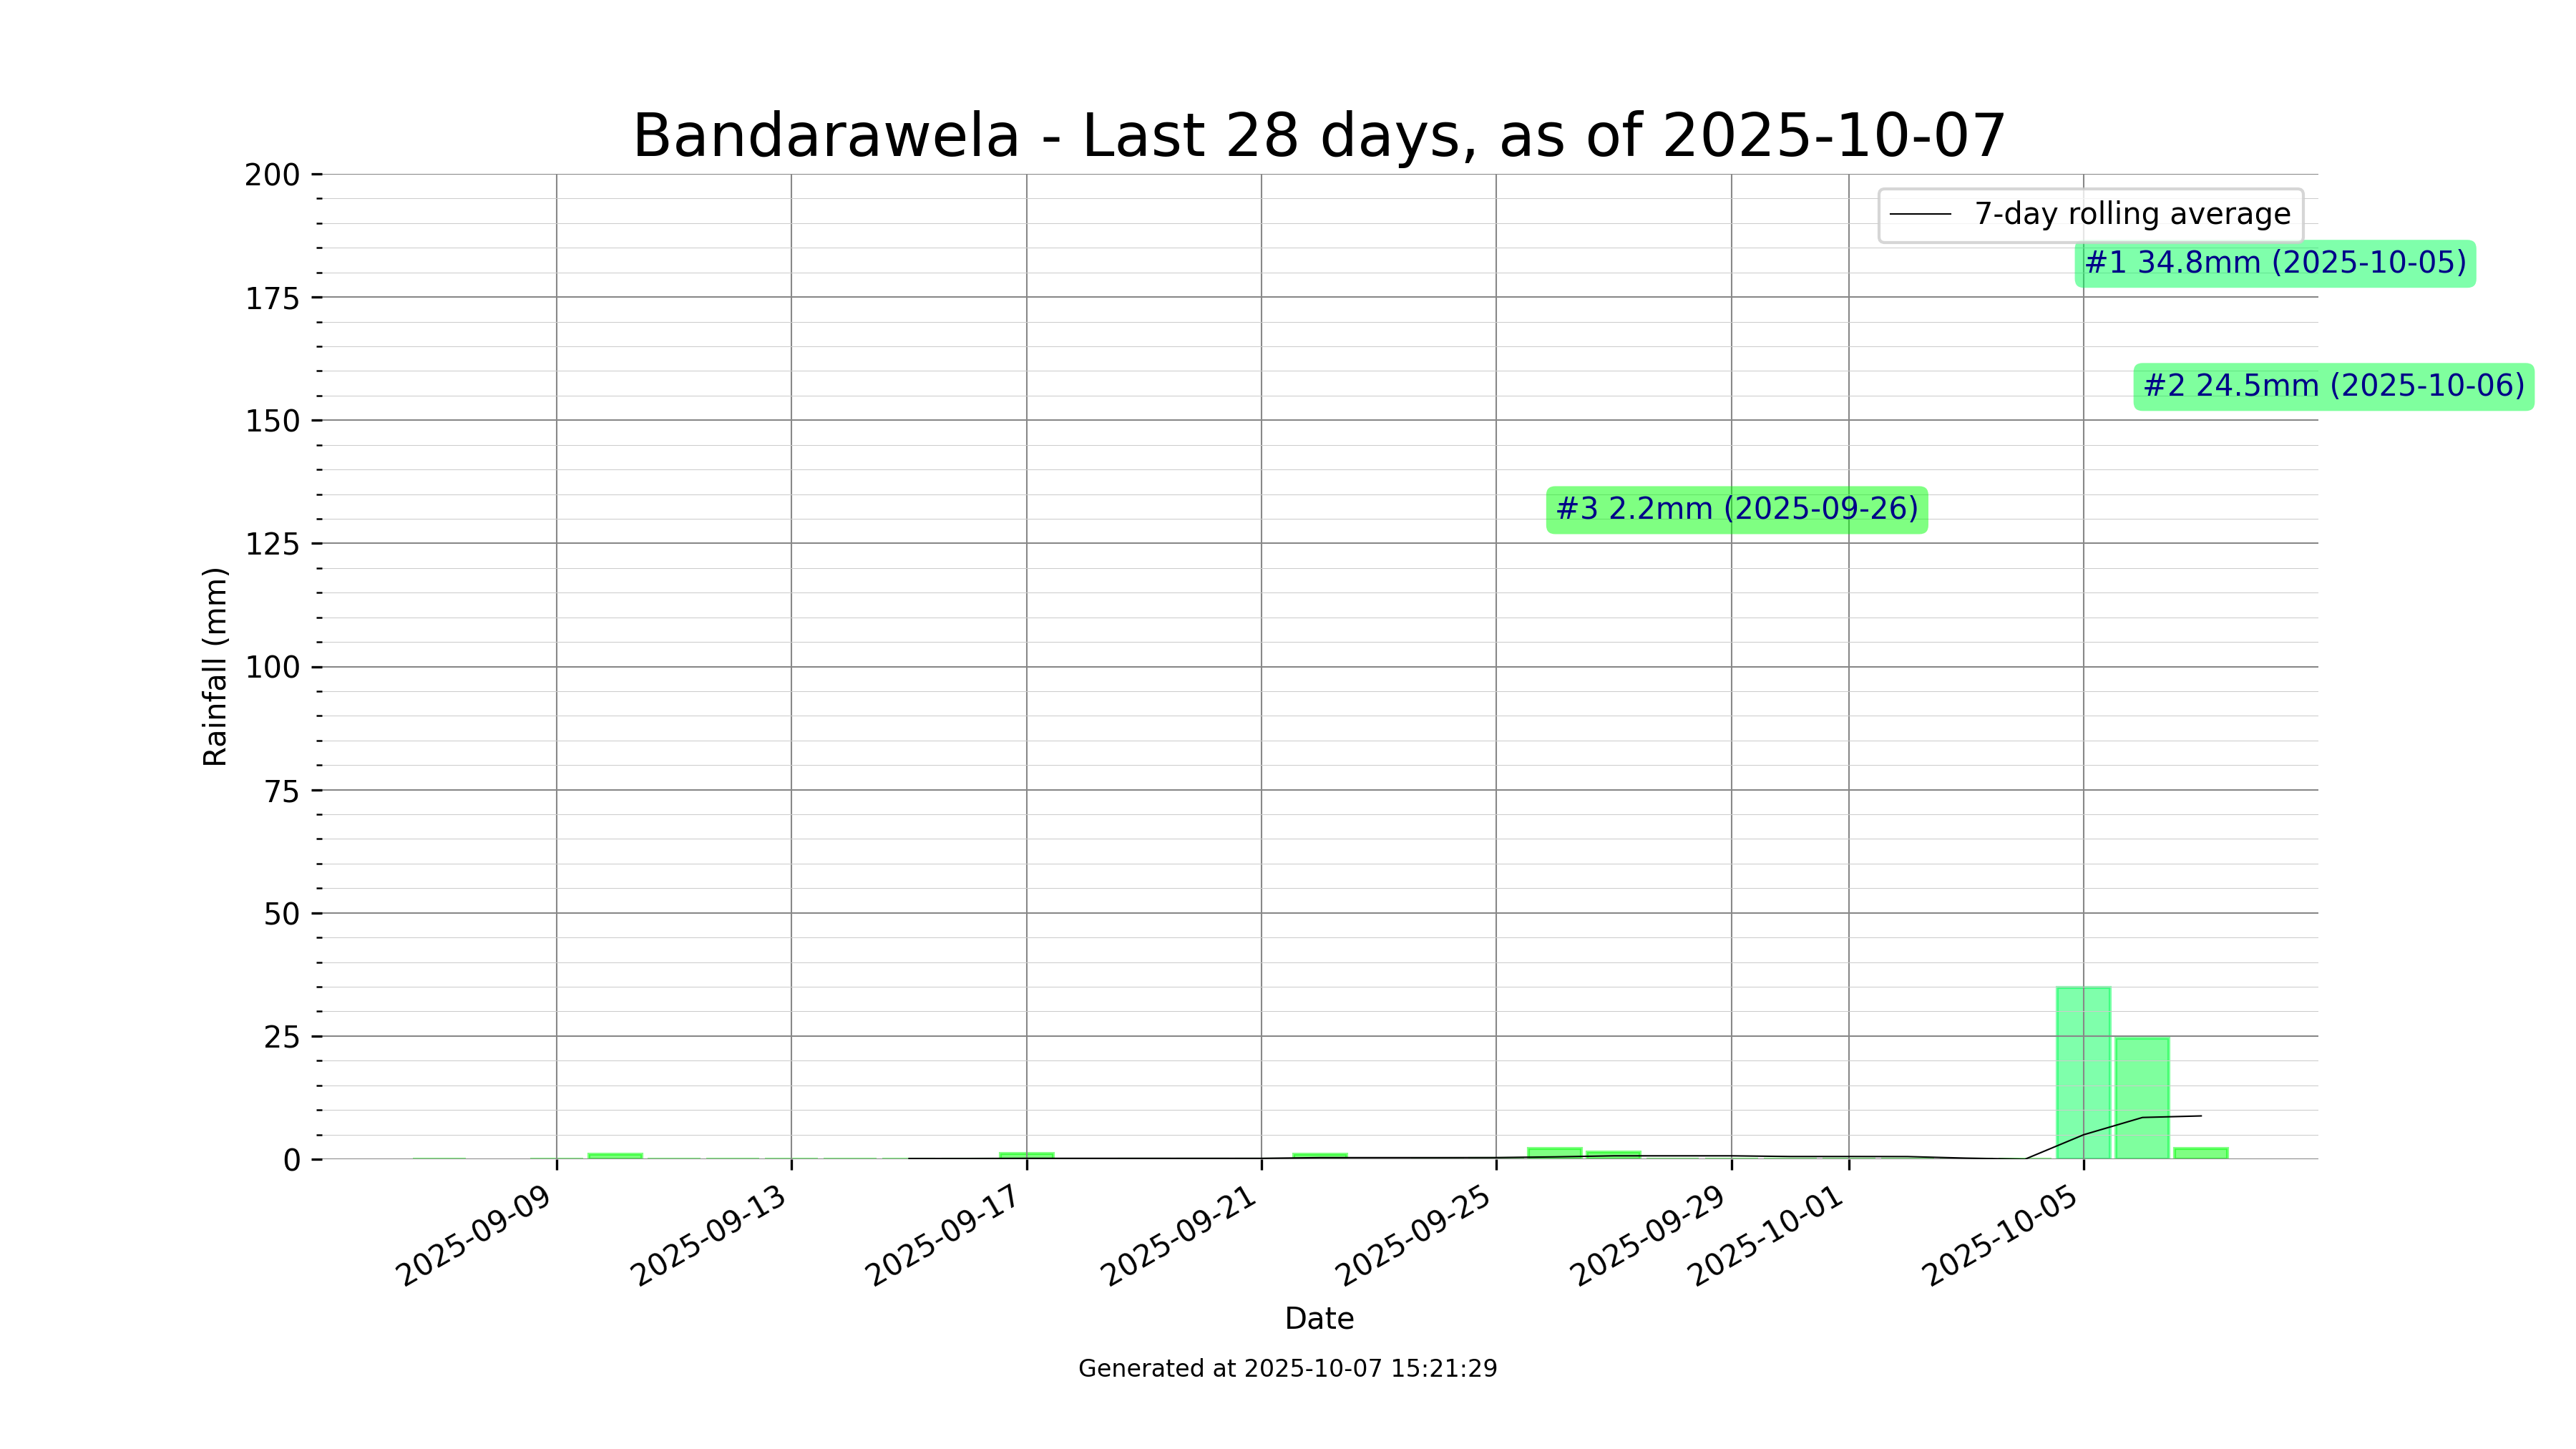 Bandarawela - Last 28 days, as of 2025-10-07
200
175
150
125
100
75
50
25
0
Rainfall (mm)
7-day rolling average
#1 34.8mm (2025-10-05)
#2 24.5mm (2025-10-06)
#3 2.2mm (2025-09-26)
2025-09-09
2025-09-13
2025-09-17
2025-09-21
2025-09-25
2025-09-29
2025-10-01
2025-10-05
Date
Generated at 2025-10-07 15:21:29